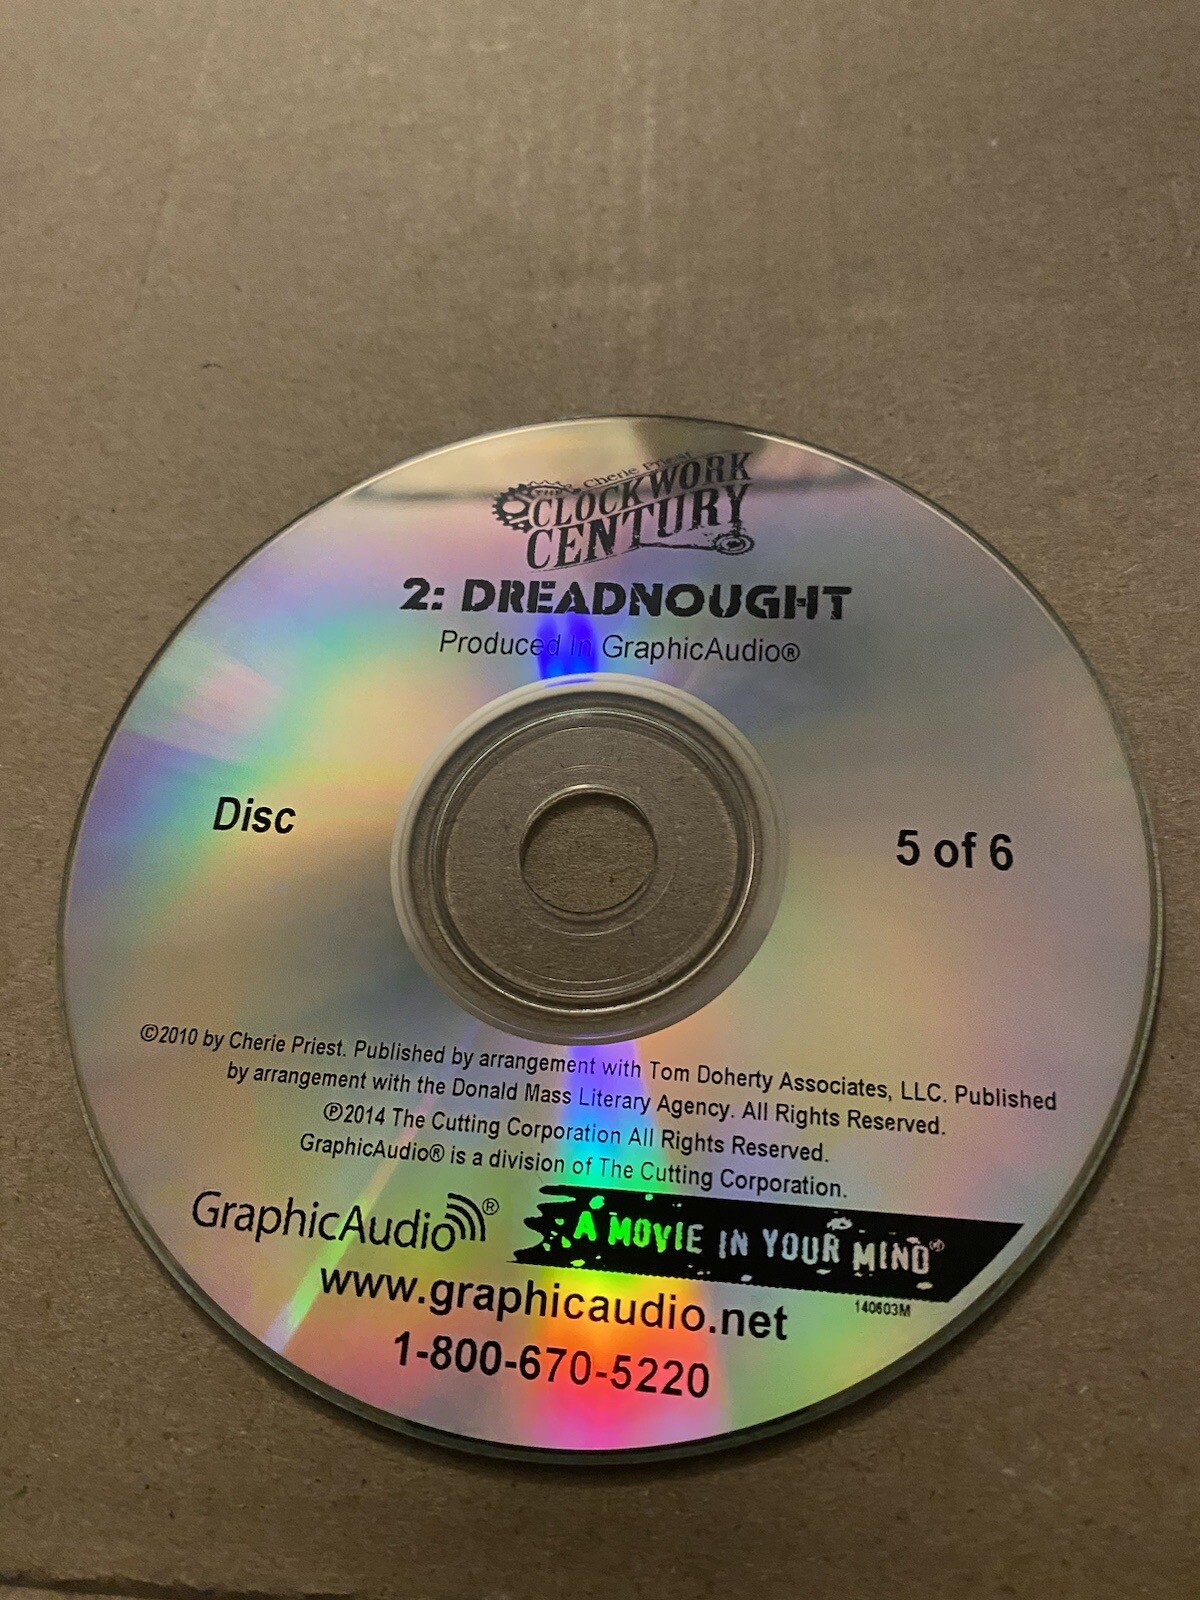 Cherie Priest
THE
CLOCKWORK
CENTURY
2: DREADNOUGHT
Produced In GraphicAudio®
Disc
5 of 6
©2010 by Cherie Priest. Published by arrangement with Tom Doherty Associates, LLC. Published
by arrangement with the Donald Mass Literary Agency. All Rights Reserved.
℗2014 The Cutting Corporation All Rights Reserved.
GraphicAudio® is a division of The Cutting Corporation.
GraphicAudio®
A MOVIE IN YOUR MIND®
140603M
www.graphicaudio.net
1-800-670-5220